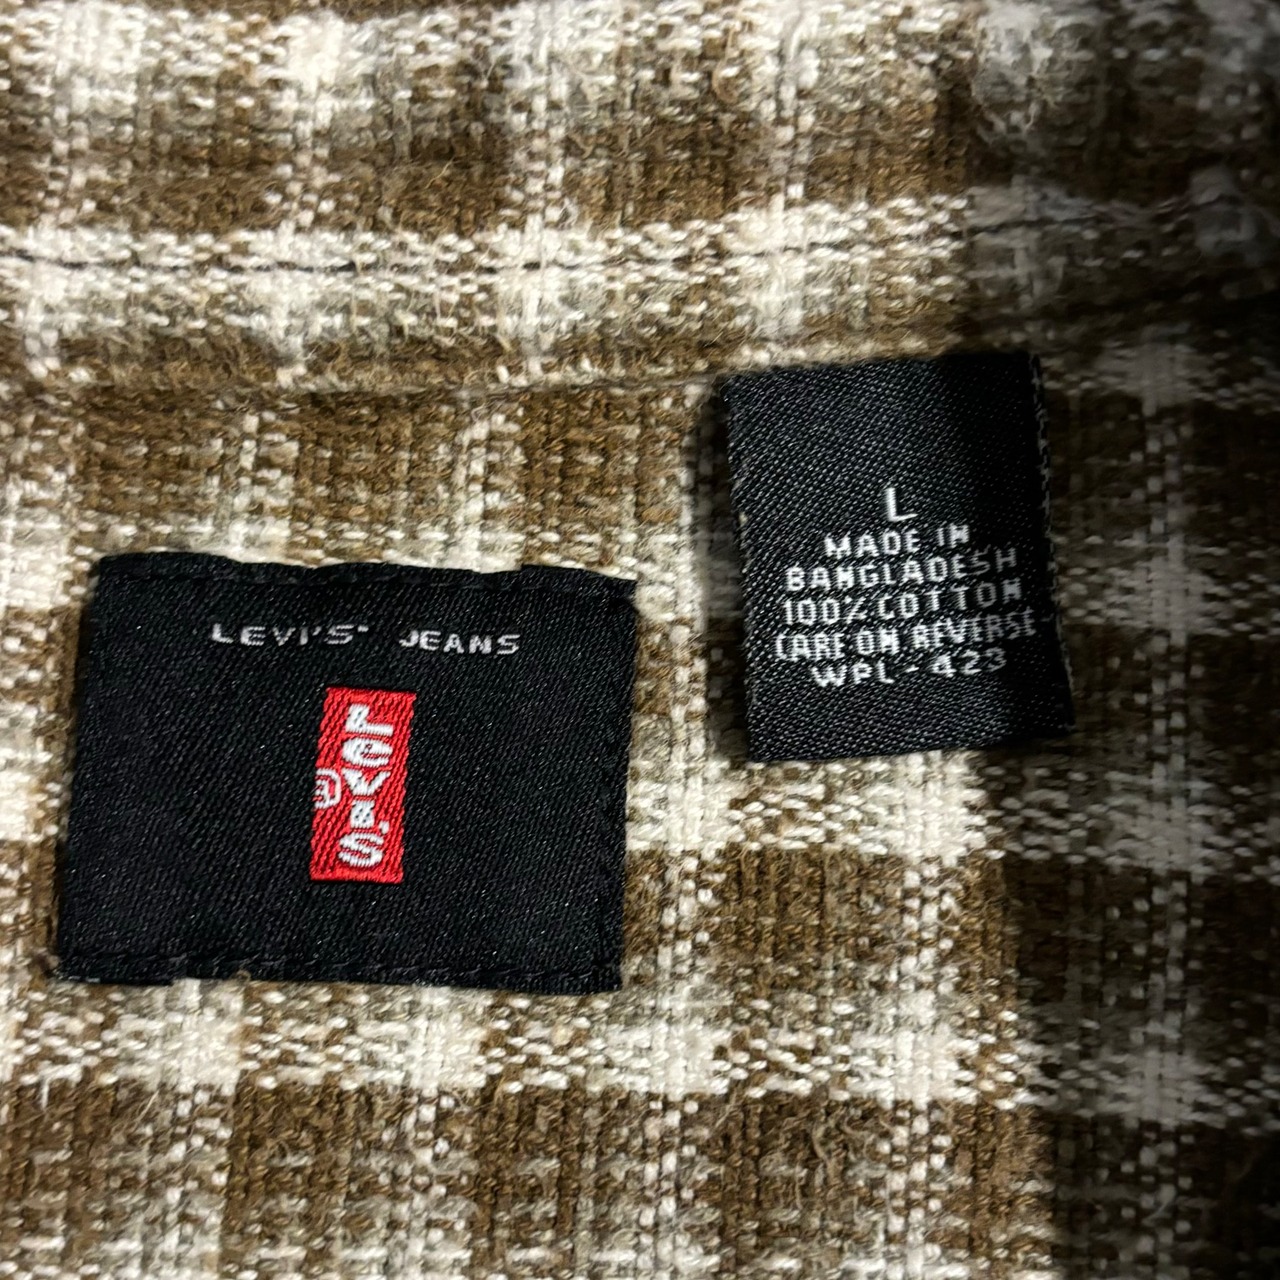 LEVI'S® JEANS
LEVI'S
®
L
MADE IN
BANGLADESH
100% COTTON
CARE ON REVERSE
WPL - 423